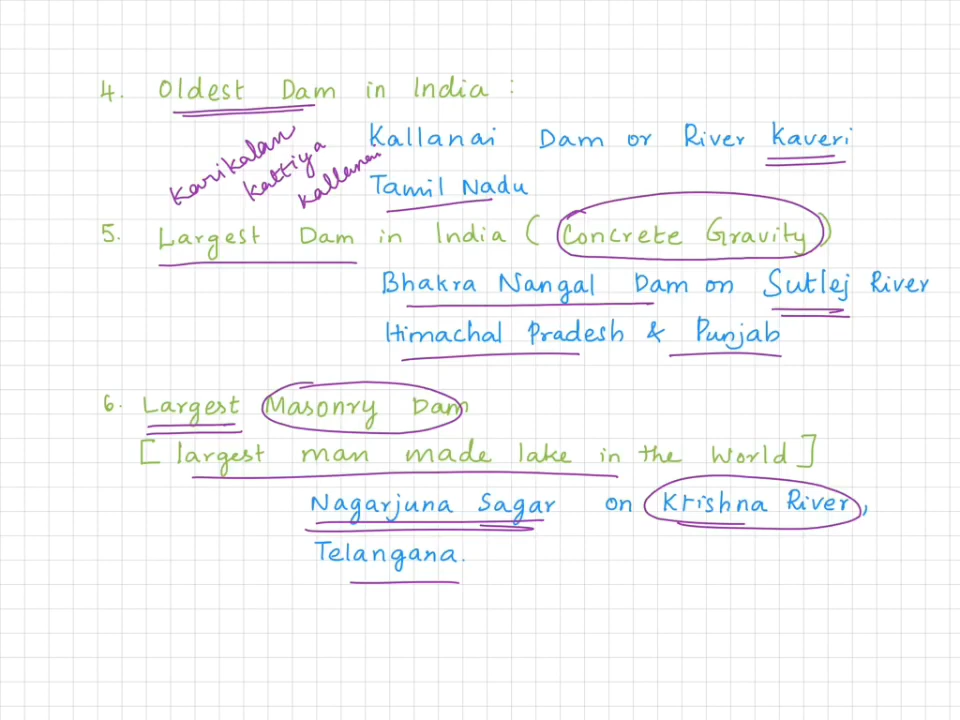 4. Oldest Dam in India :
Kallanai Dam or River Kaveri
Karikalan
Kattiya
Kallanai
Tamil Nadu
5. Largest Dam in India ( Concrete Gravity )
Bhakra Nangal Dam on Sutlej River
Himachal Pradesh & Punjab
6. Largest Masonry Dam
[ largest man made lake in the World ]
Nagarjuna Sagar on Krishna River,
Telangana.